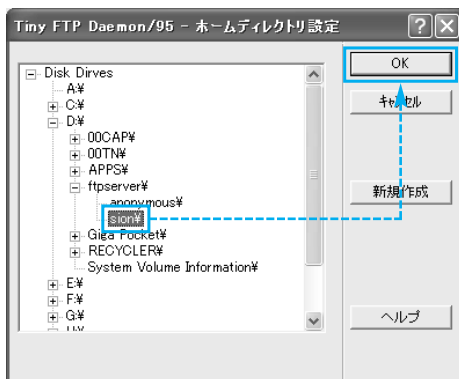 Tiny FTP Daemon/95 - ホームディレクトリ設定
Disk Dirves
A:¥
C:¥
D:¥
00CAP¥
00TN¥
APPS¥
ftpserver¥
anonymous¥
sion¥
Giga Pocket¥
RECYCLER¥
System Volume Information¥
E:¥
F:¥
G:¥
OK
キャンセル
新規作成
ヘルプ